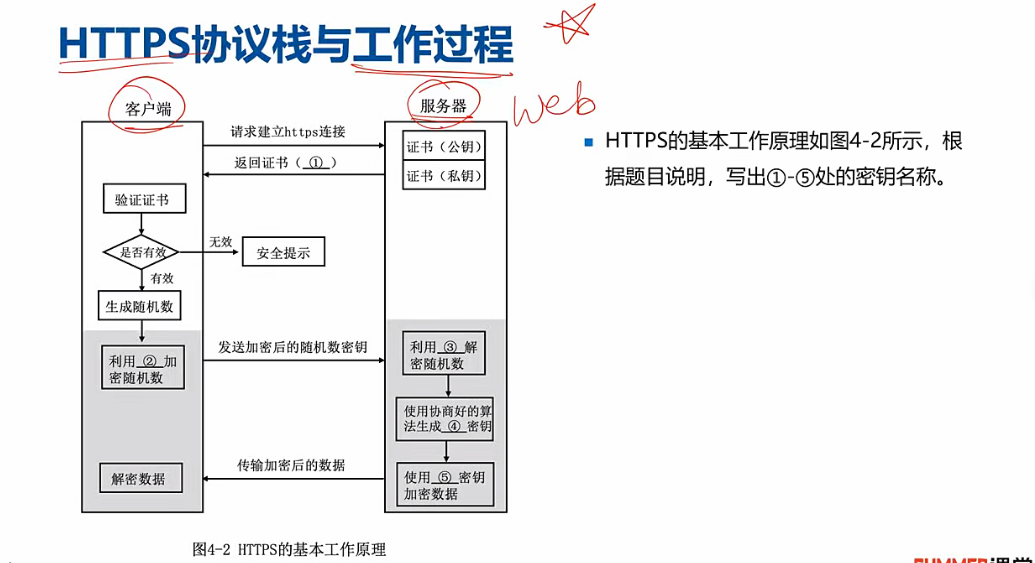 HTTPS协议栈与工作过程
web
客户端
服务器
请求建立https连接
返回证书（ ① ）
证书（公钥）
证书（私钥）
验证证书
是否有效
无效
安全提示
有效
生成随机数
利用 ② 加
密随机数
发送加密后的随机数密钥
利用 ③ 解
密随机数
使用协商好的算
法生成 ④ 密钥
传输加密后的数据
解密数据
使用 ⑤ 密钥
加密数据
图4-2 HTTPS的基本工作原理
■ HTTPS的基本工作原理如图4-2所示，根
据题目说明，写出①-⑤处的密钥名称。